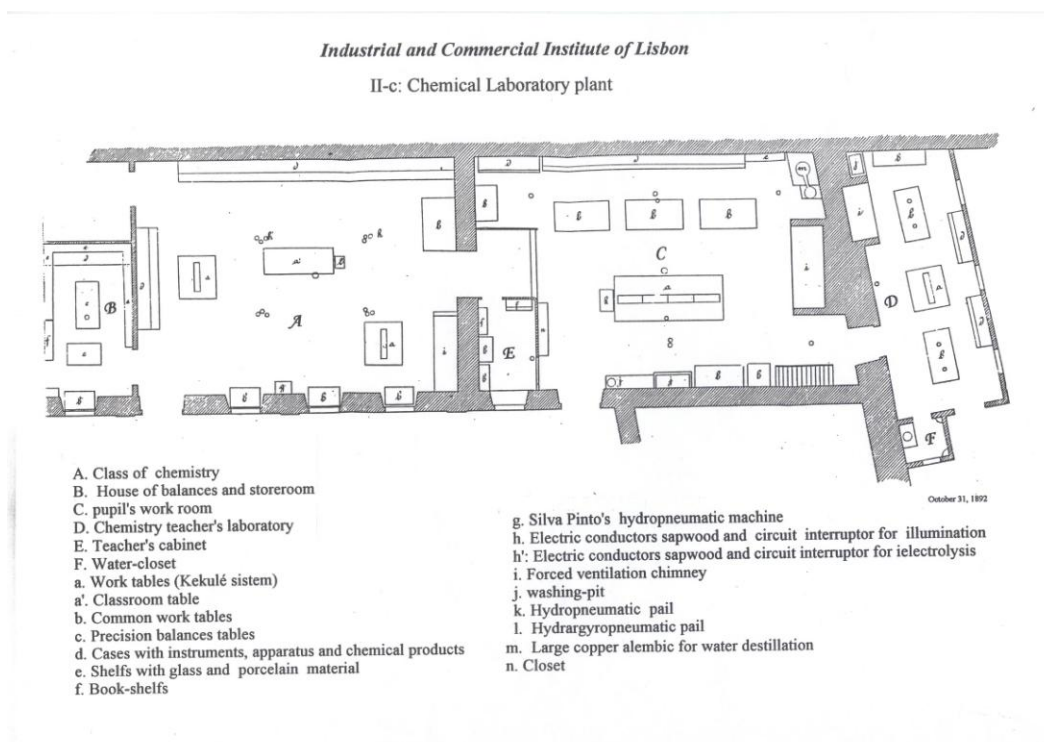 Industrial and Commercial Institute of Lisbon
II-c: Chemical Laboratory plant
A
B
C
D
E
F
A. Class of chemistry
B. House of balances and storeroom
C. pupil's work room
D. Chemistry teacher's laboratory
E. Teacher's cabinet
F. Water-closet
a. Work tables (Kekulé sistem)
a'. Classroom table
b. Common work tables
c. Precision balances tables
d. Cases with instruments, apparatus and chemical products
e. Shelfs with glass and porcelain material
f. Book-shelfs
October 31, 1892
g. Silva Pinto's hydropneumatic machine
h. Electric conductors sapwood and circuit interruptor for illumination
h': Electric conductors sapwood and circuit interruptor for ielectrolysis
i. Forced ventilation chimney
j. washing-pit
k. Hydropneumatic pail
l. Hydrargyropneumatic pail
m. Large copper alembic for water destillation
n. Closet